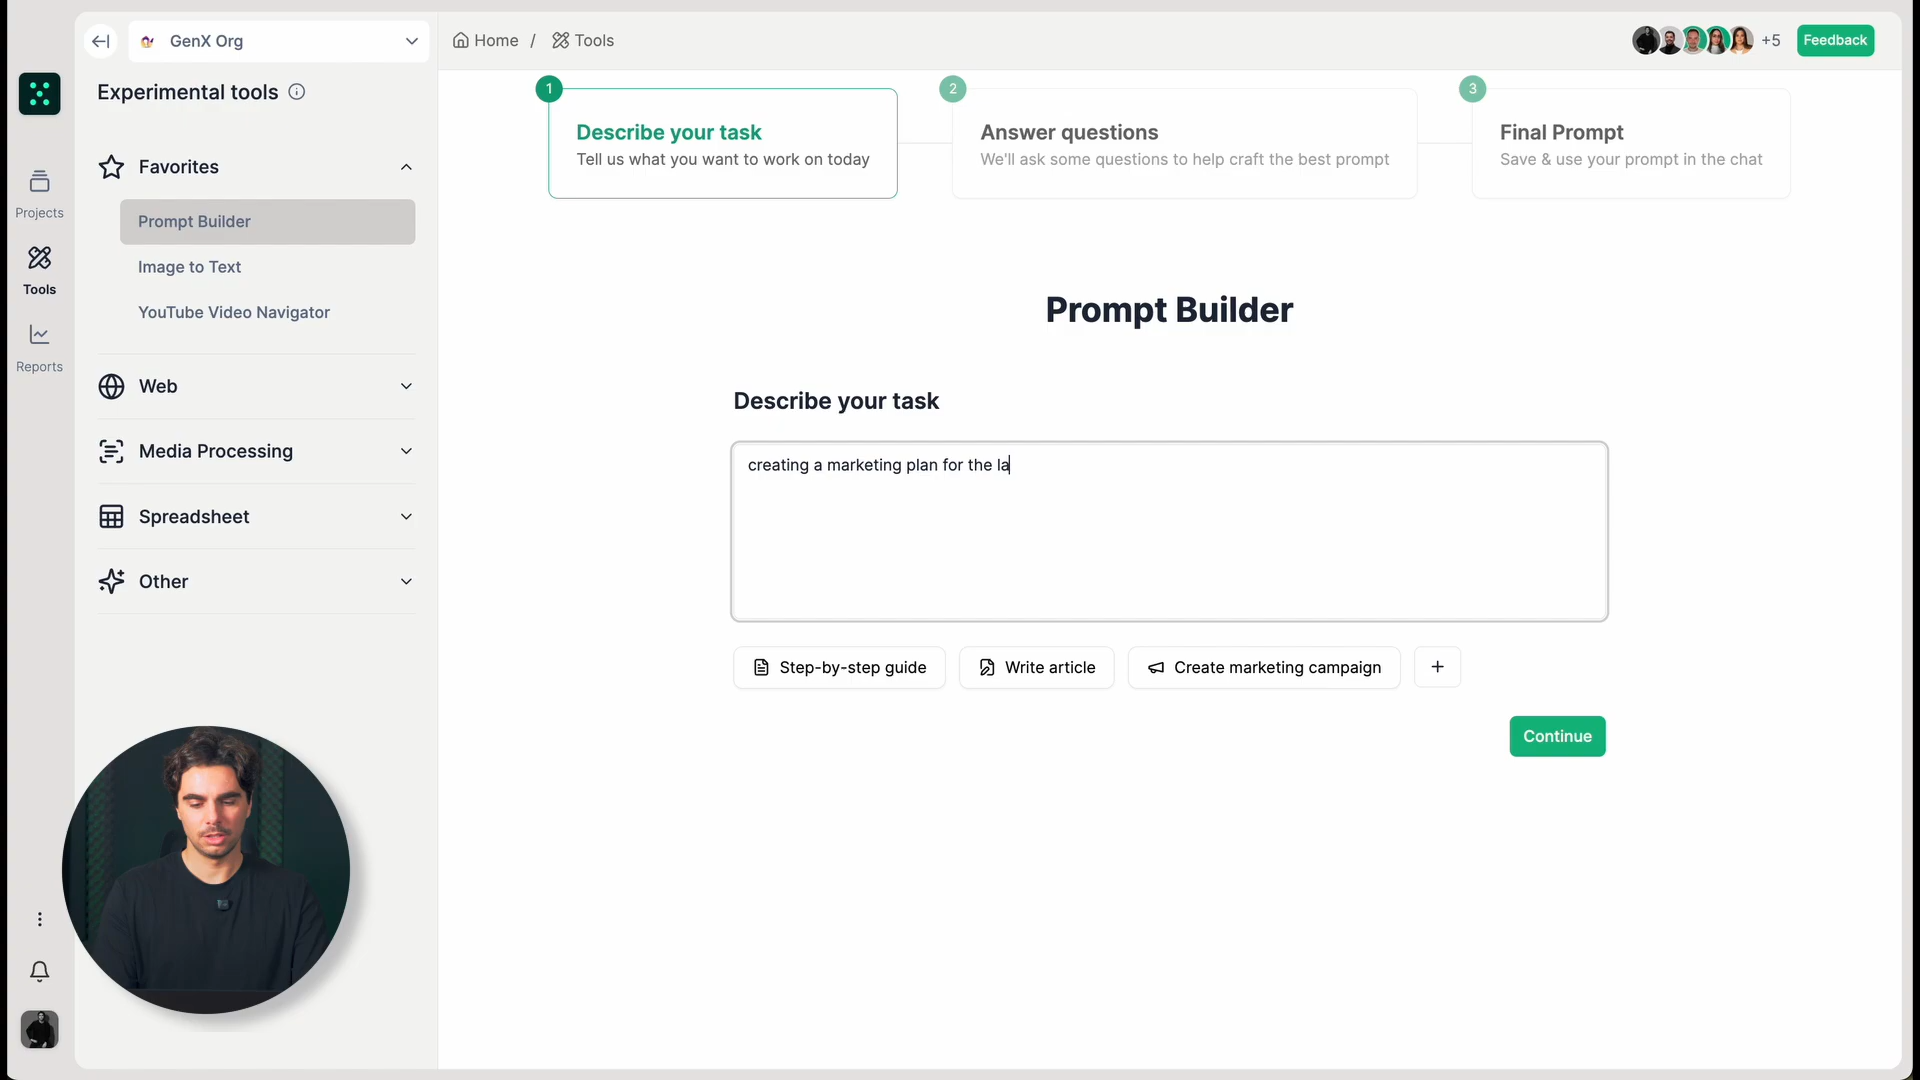 GenX Org
Home / Tools
+5
Feedback
Experimental tools
Favorites
Prompt Builder
Image to Text
YouTube Video Navigator
Web
Media Processing
Spreadsheet
Other
Projects
Tools
Reports
1
Describe your task
Tell us what you want to work on today
2
Answer questions
We'll ask some questions to help craft the best prompt
3
Final Prompt
Save & use your prompt in the chat
Prompt Builder
Describe your task
creating a marketing plan for the la
Step-by-step guide
Write article
Create marketing campaign
+
Continue